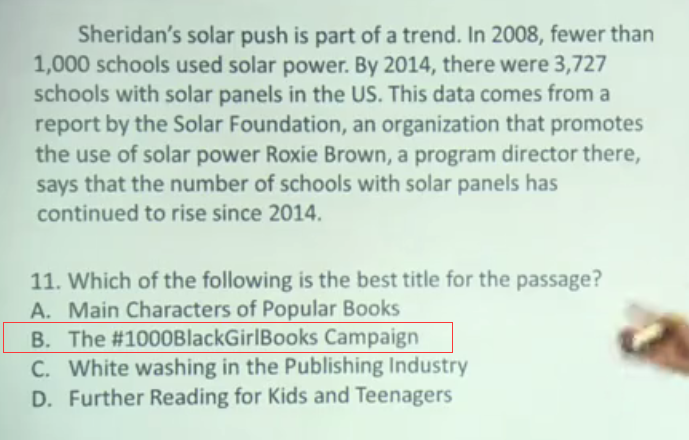 Sheridan's solar push is part of a trend. In 2008, fewer than
1,000 schools used solar power. By 2014, there were 3,727
schools with solar panels in the US. This data comes from a
report by the Solar Foundation, an organization that promotes
the use of solar power Roxie Brown, a program director there,
says that the number of schools with solar panels has
continued to rise since 2014.
11. Which of the following is the best title for the passage?
A. Main Characters of Popular Books
B. The #1000BlackGirlBooks Campaign
C. White washing in the Publishing Industry
D. Further Reading for Kids and Teenagers